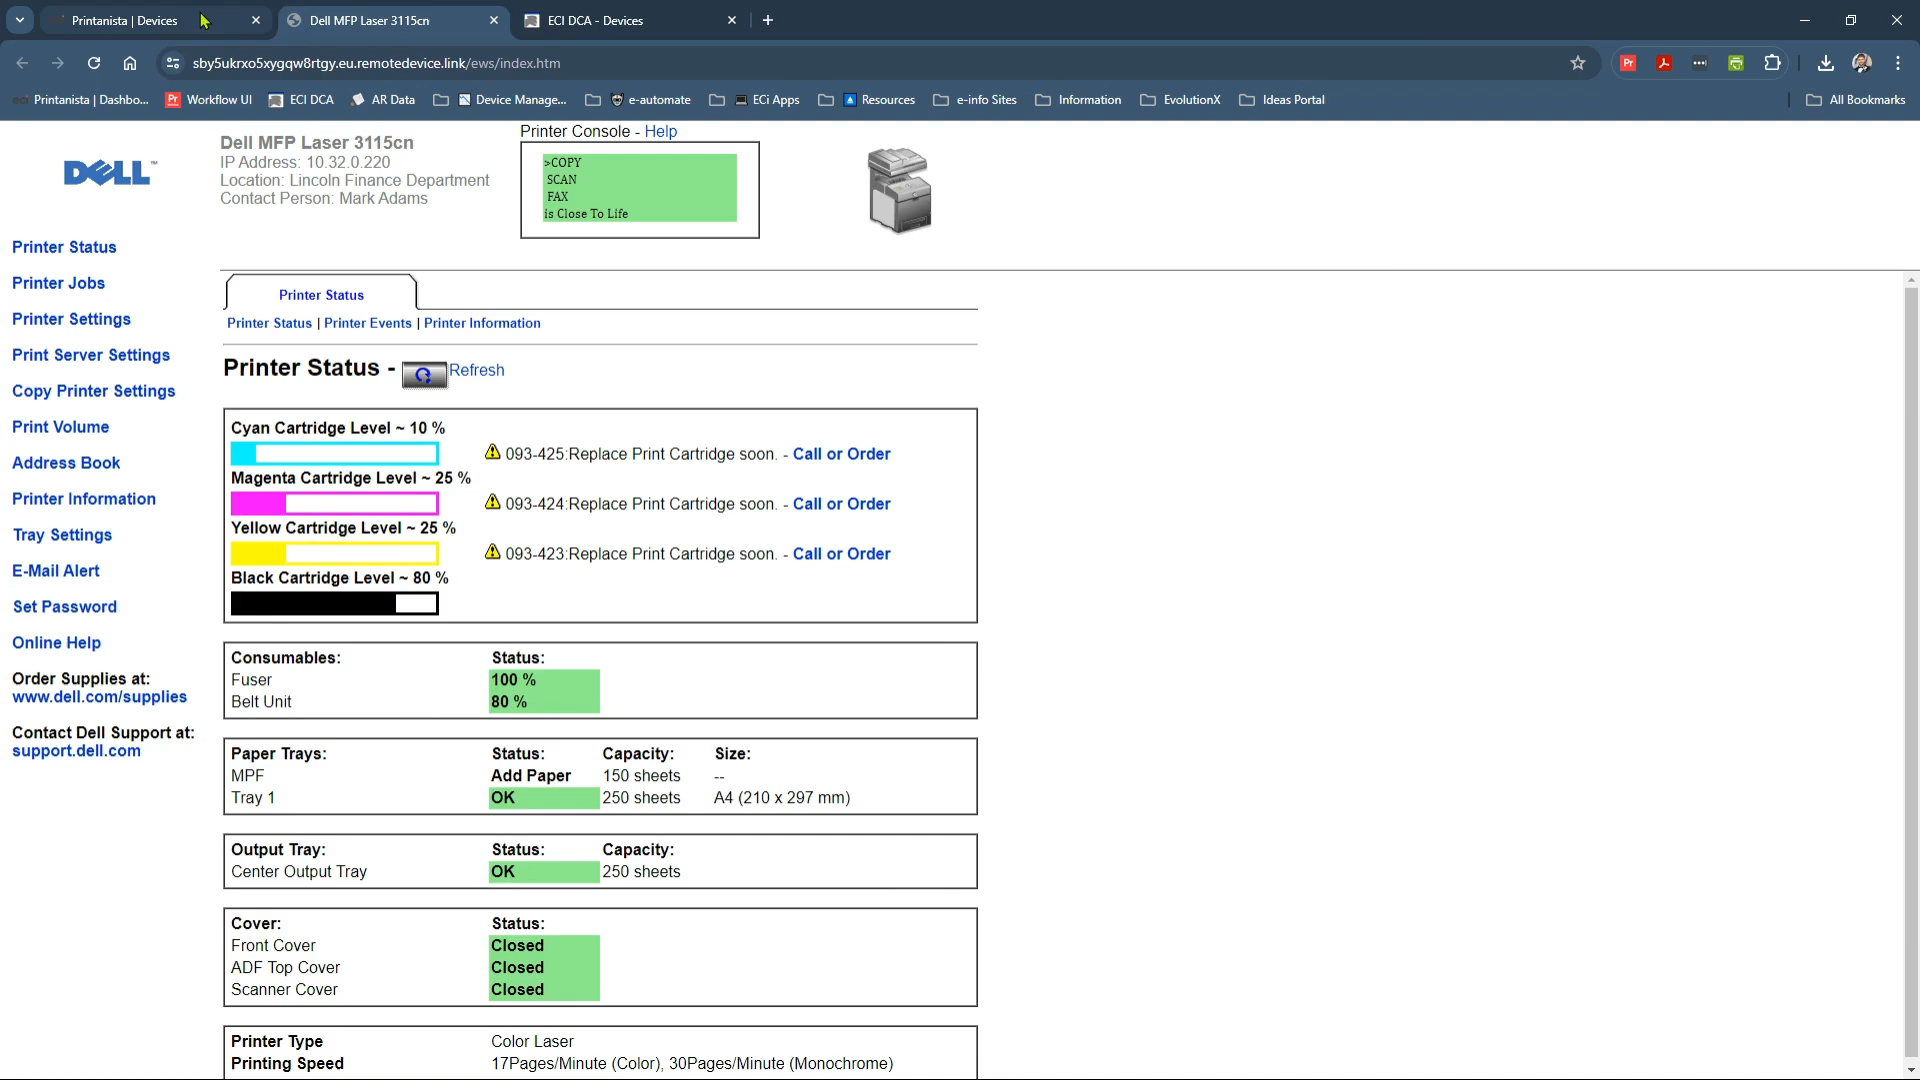 Printanista | Devices
Dell MFP Laser 3115cn
ECI DCA - Devices
sby5ukrxo5xygqw8rtgy.eu.remotedevice.link/ews/index.htm
Printanista | Dashbo... Workflow UI ECI DCA AR Data Device Manage... e-automate ECi Apps Resources e-info Sites Information EvolutionX Ideas Portal All Bookmarks
DELL™
Dell MFP Laser 3115cn
IP Address: 10.32.0.220
Location: Lincoln Finance Department
Contact Person: Mark Adams
Printer Console - Help
>COPY
SCAN
FAX
is Close To Life
Printer Status
Printer Jobs
Printer Settings
Print Server Settings
Copy Printer Settings
Print Volume
Address Book
Printer Information
Tray Settings
E-Mail Alert
Set Password
Online Help
Order Supplies at:
www.dell.com/supplies
Contact Dell Support at:
support.dell.com
Printer Status
Printer Status | Printer Events | Printer Information
Printer Status - Refresh
Cyan Cartridge Level ~ 10 %
093-425:Replace Print Cartridge soon. - Call or Order
Magenta Cartridge Level ~ 25 %
093-424:Replace Print Cartridge soon. - Call or Order
Yellow Cartridge Level ~ 25 %
093-423:Replace Print Cartridge soon. - Call or Order
Black Cartridge Level ~ 80 %
Consumables: Status:
Fuser 100 %
Belt Unit 80 %
Paper Trays: Status: Capacity: Size:
MPF Add Paper 150 sheets --
Tray 1 OK 250 sheets A4 (210 x 297 mm)
Output Tray: Status: Capacity:
Center Output Tray OK 250 sheets
Cover: Status:
Front Cover Closed
ADF Top Cover Closed
Scanner Cover Closed
Printer Type Color Laser
Printing Speed 17Pages/Minute (Color), 30Pages/Minute (Monochrome)